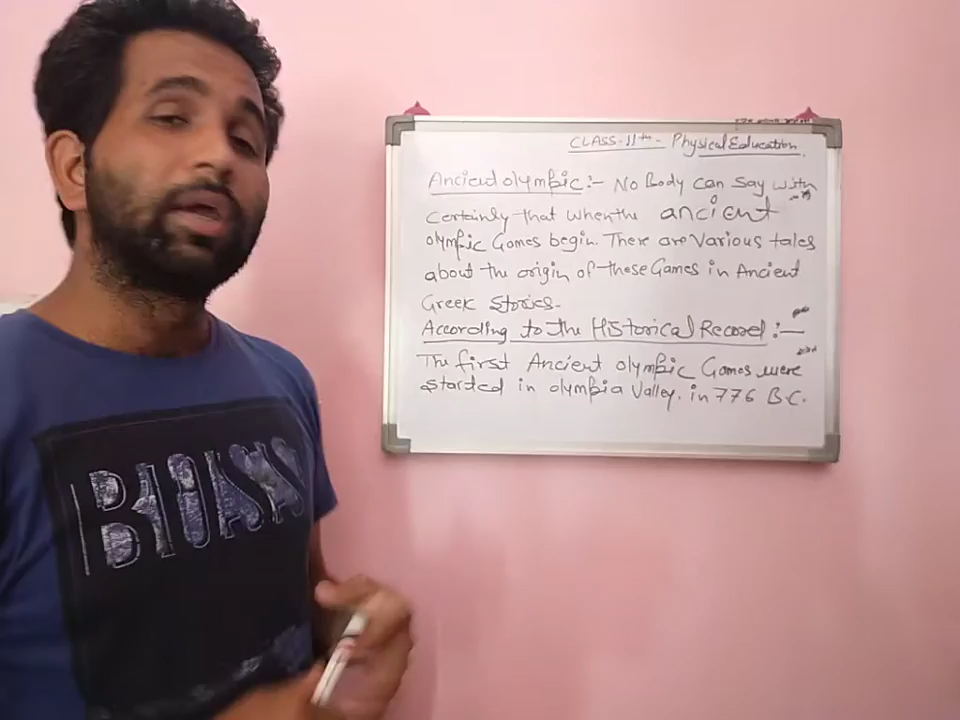 CLASS-11th- Physical Education
Ancient olympic:- No Body can say with
Certainly that when the ancient
olympic Games begin. There are Various tales
about the origin of these Games in Ancient
Greek Stories-
According to the Historical Record :-
The first Ancient olympic Games were
started in olympia Valley. in 776 B.C.